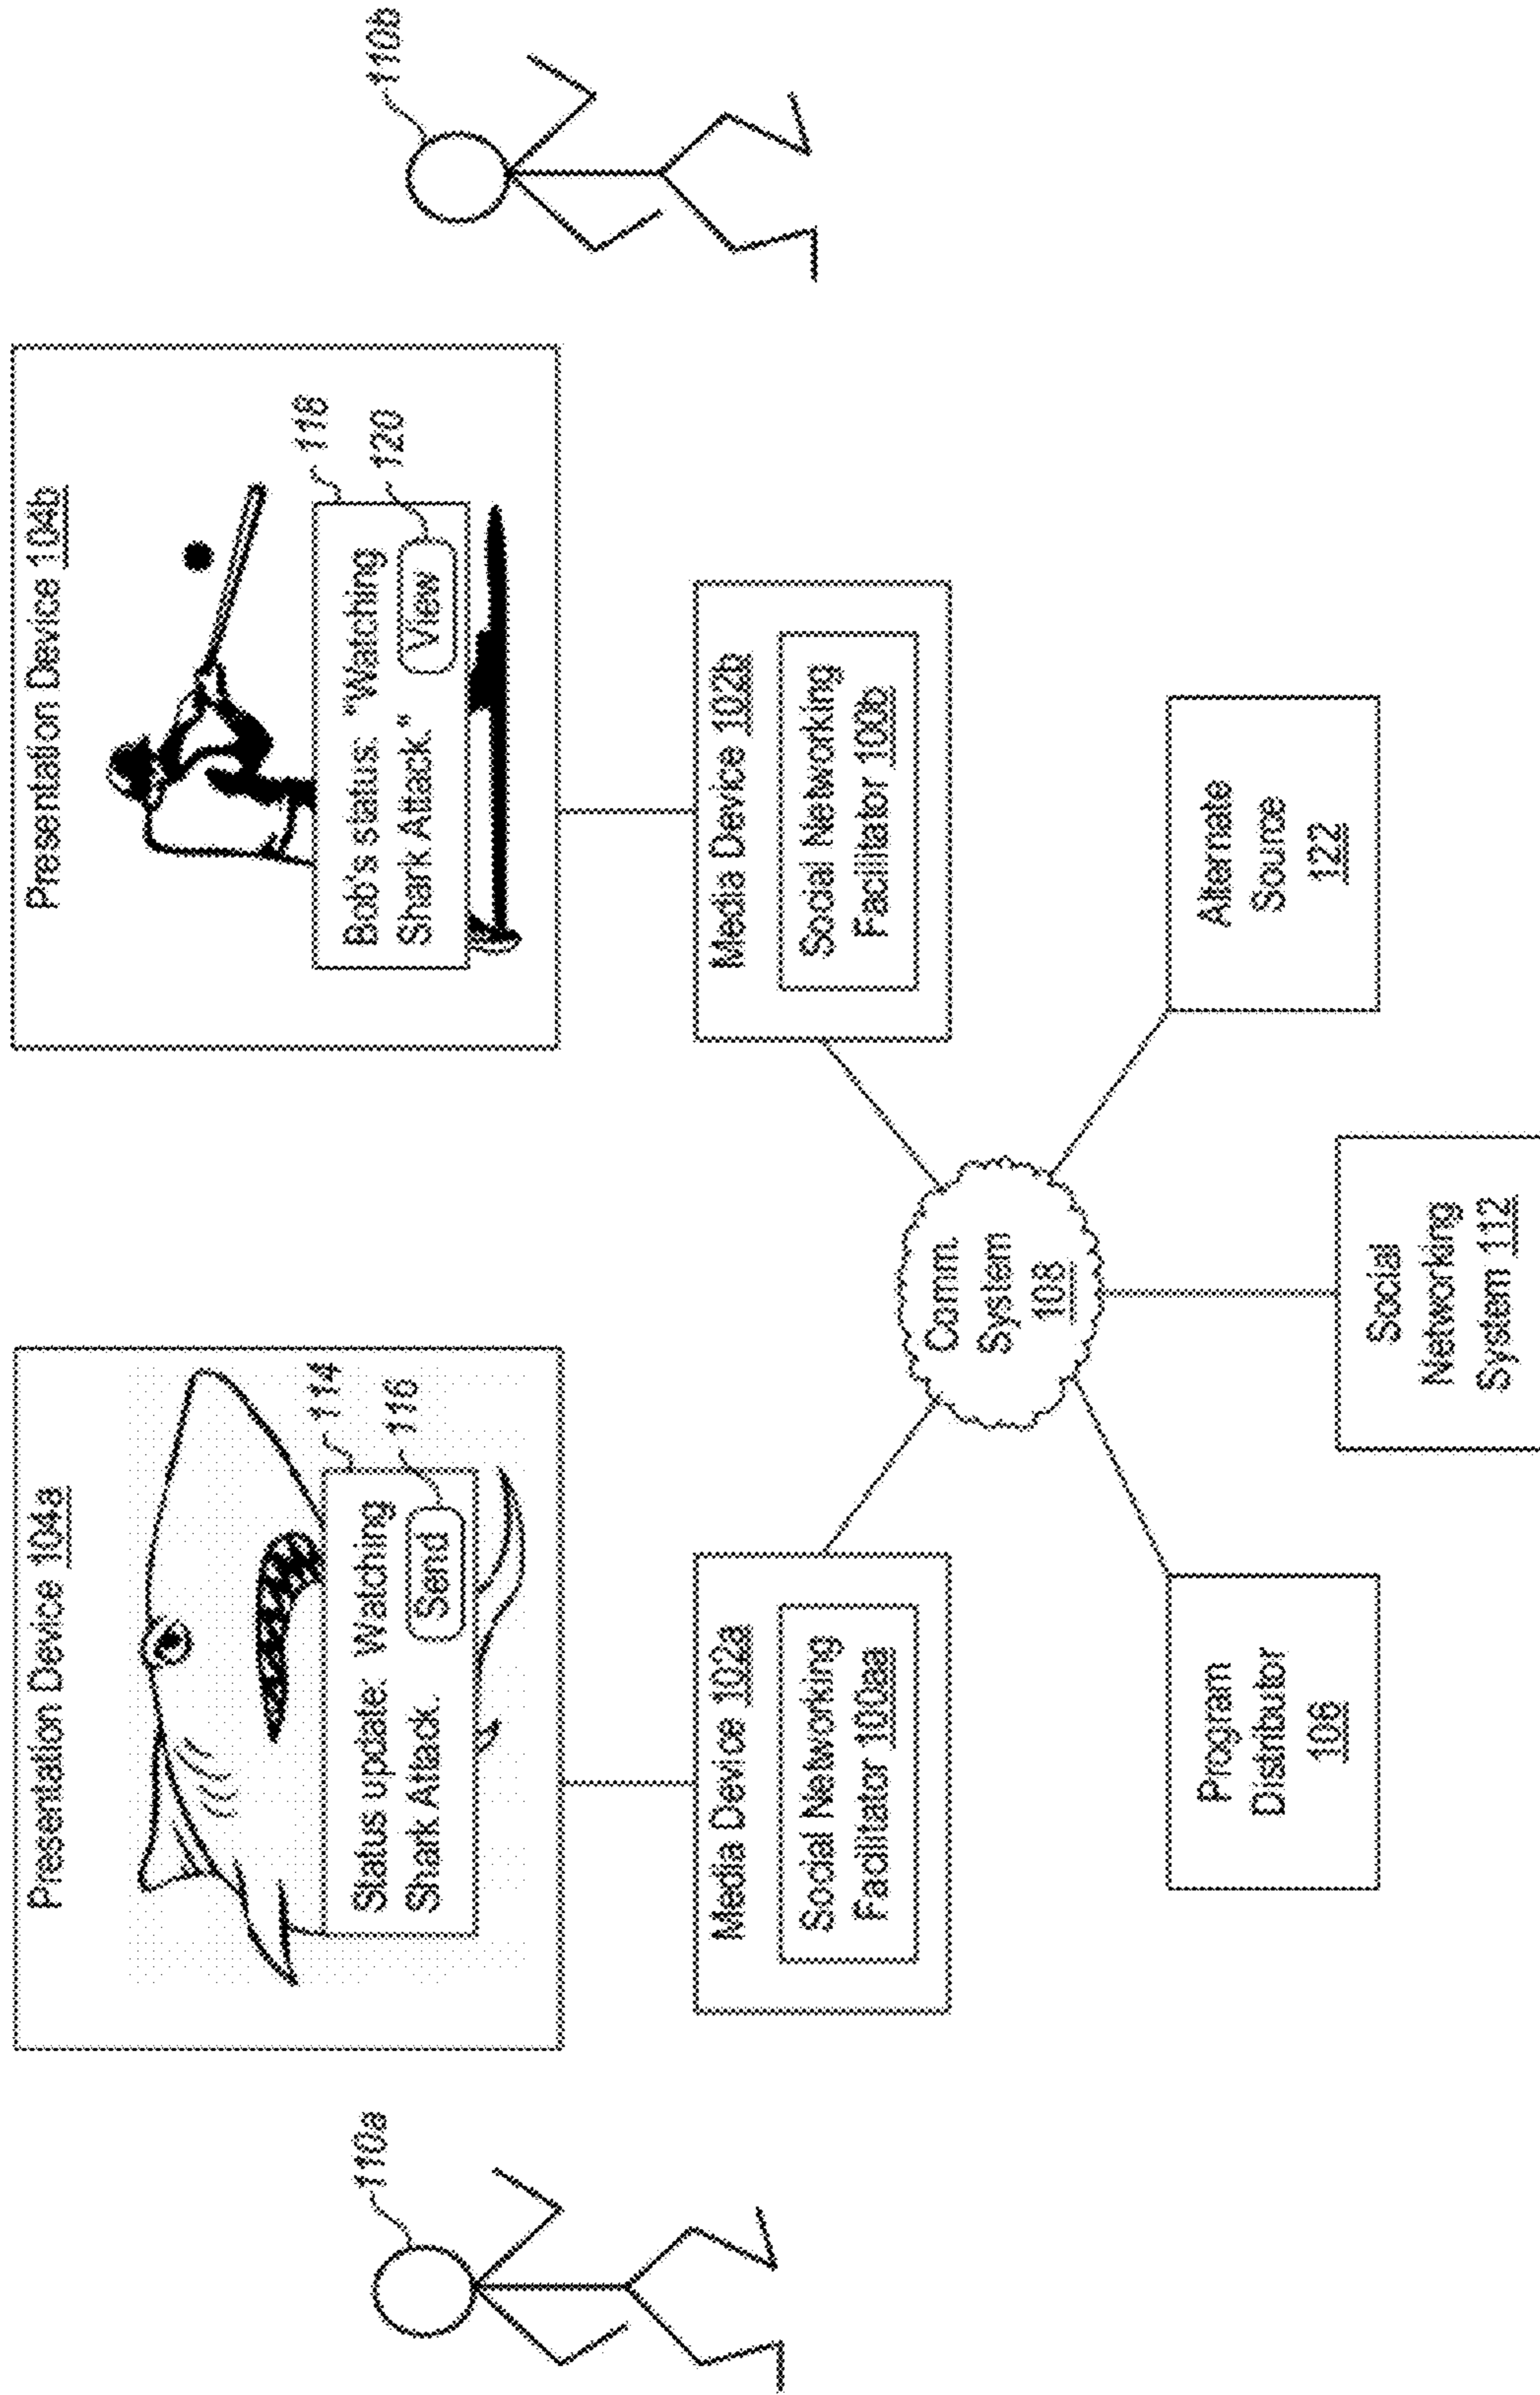 Presentation Device 104a
Status update: Watching
Shark Attack.
Send
114
116
110a
Presentation Device 104b
Bob's status: "Watching
Shark Attack."
View
118
120
110b
Media Device 102a
Social Networking
Facilitator 100aa
Media Device 102b
Social Networking
Facilitator 100b
Comm.
System
108
Program
Distributor
106
Social
Networking
System 112
Alternate
Source
122